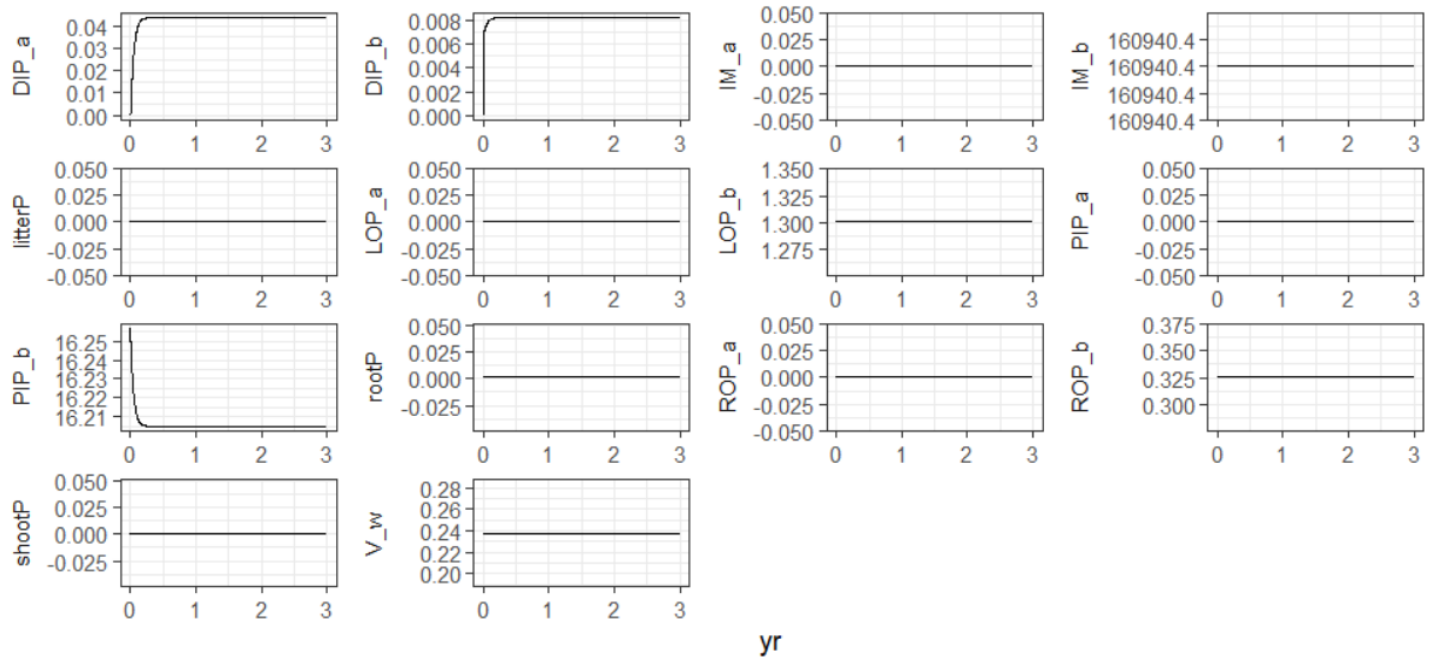 DIP_a
0.04
0.03
0.02
0.01
0.00
0 1 2 3
DIP_b
0.008
0.006
0.004
0.002
0.000
0 1 2 3
IM_a
0.050
0.025
0.000
-0.025
-0.050
0 1 2 3
IM_b
160940.4
160940.4
160940.4
160940.4
0 1 2 3
litterP
0.050
0.025
0.000
-0.025
-0.050
0 1 2 3
LOP_a
0.050
0.025
0.000
-0.025
-0.050
0 1 2 3
LOP_b
1.350
1.325
1.300
1.275
0 1 2 3
PIP_a
0.050
0.025
0.000
-0.025
-0.050
0 1 2 3
PIP_b
16.25
16.24
16.23
16.22
16.21
0 1 2 3
rootP
0.050
0.025
0.000
-0.025
0 1 2 3
ROP_a
0.050
0.025
0.000
-0.025
-0.050
0 1 2 3
ROP_b
0.375
0.350
0.325
0.300
0 1 2 3
shootP
0.050
0.025
0.000
-0.025
0 1 2 3
V_w
0.28
0.26
0.24
0.22
0.20
0 1 2 3
yr